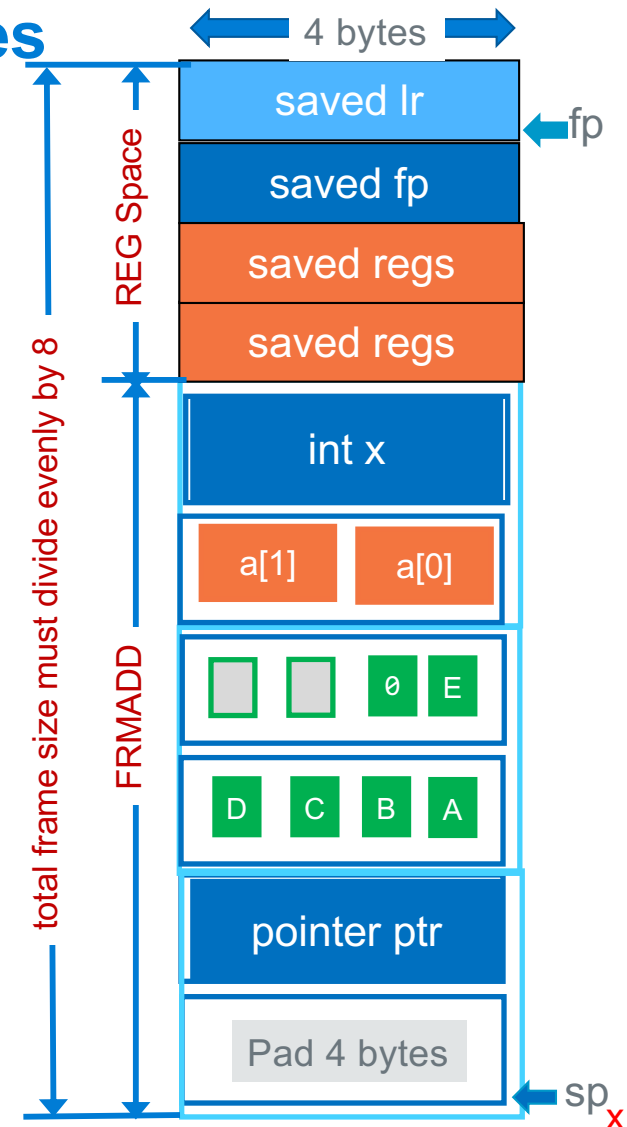 es
4 bytes
saved lr
fp
saved fp
saved regs
saved regs
REG Space
total frame size must divide evenly by 8
int x
a[1] a[0]
0 E
FRMADD
D C B A
pointer ptr
Pad 4 bytes
sp
x